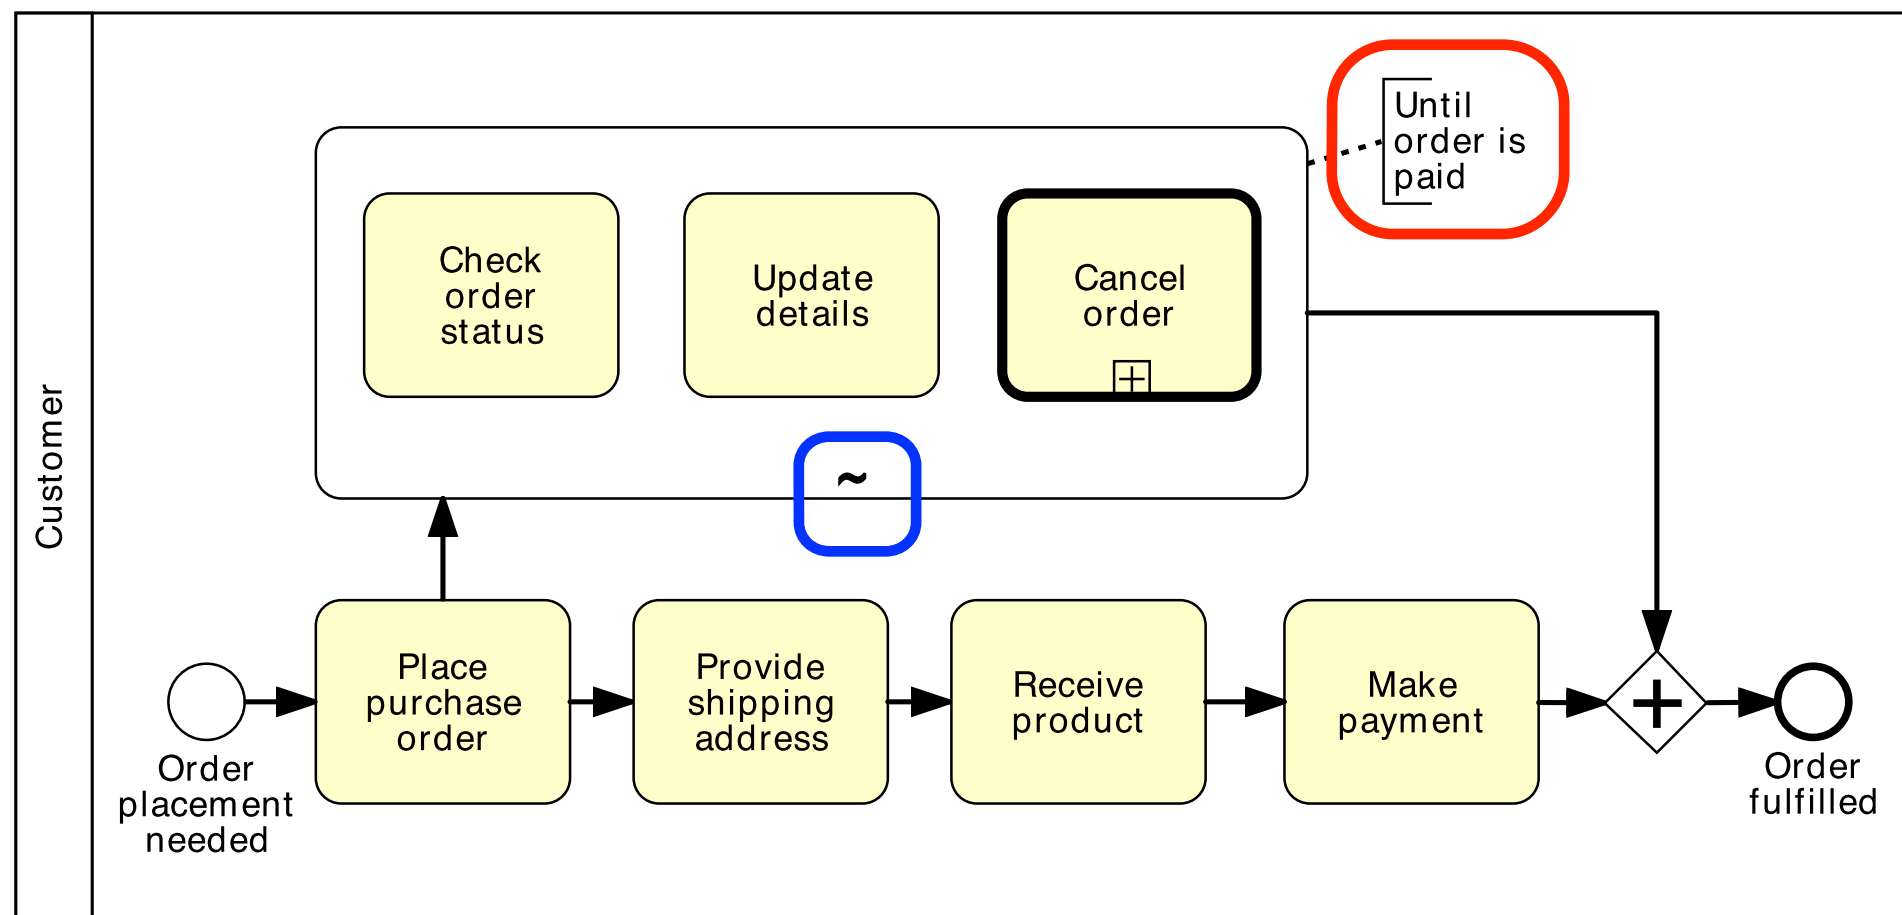 Customer
Until
order is
paid
Check
order
status
Update
details
Cancel
order
~
Place
purchase
order
Provide
shipping
address
Receive
product
Make
payment
Order
placement
needed
Order
fulfilled